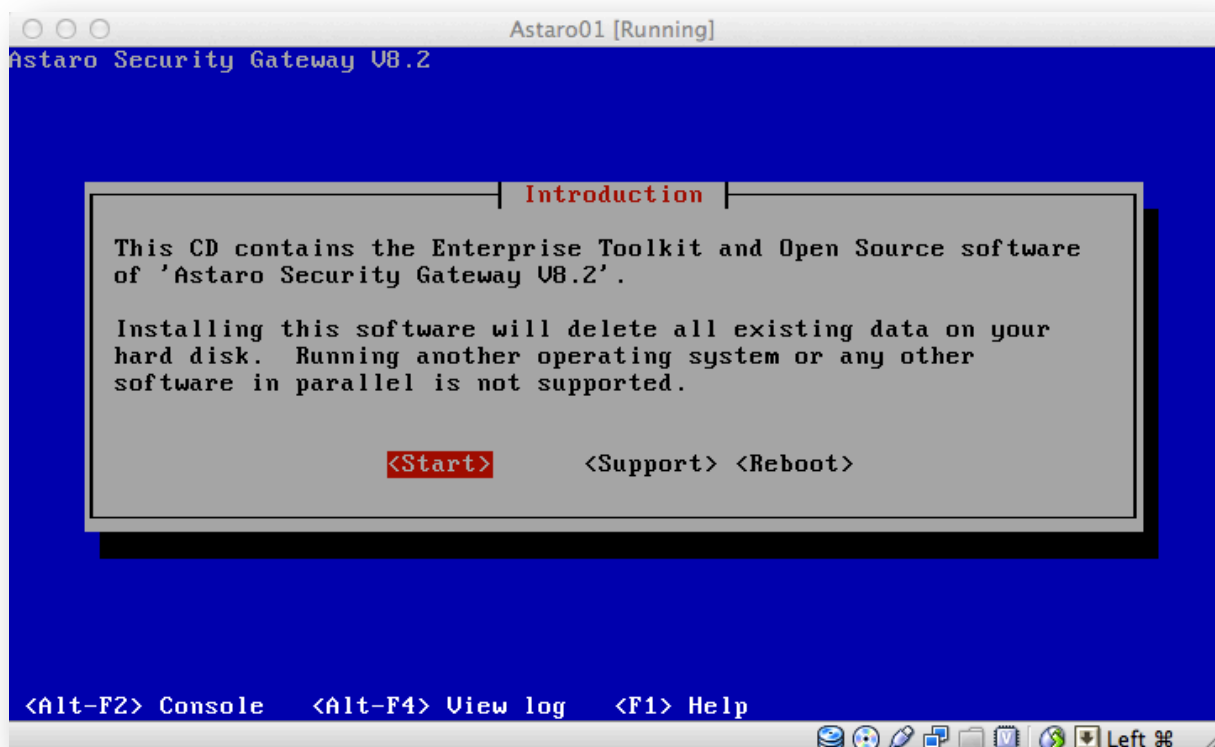 Astaro01 [Running]
Astaro Security Gateway V8.2
Introduction
This CD contains the Enterprise Toolkit and Open Source software
of 'Astaro Security Gateway V8.2'.
Installing this software will delete all existing data on your
hard disk.  Running another operating system or any other
software in parallel is not supported.
<Start> <Support> <Reboot>
<Alt-F2> Console <Alt-F4> View log <F1> Help
Left ⌘